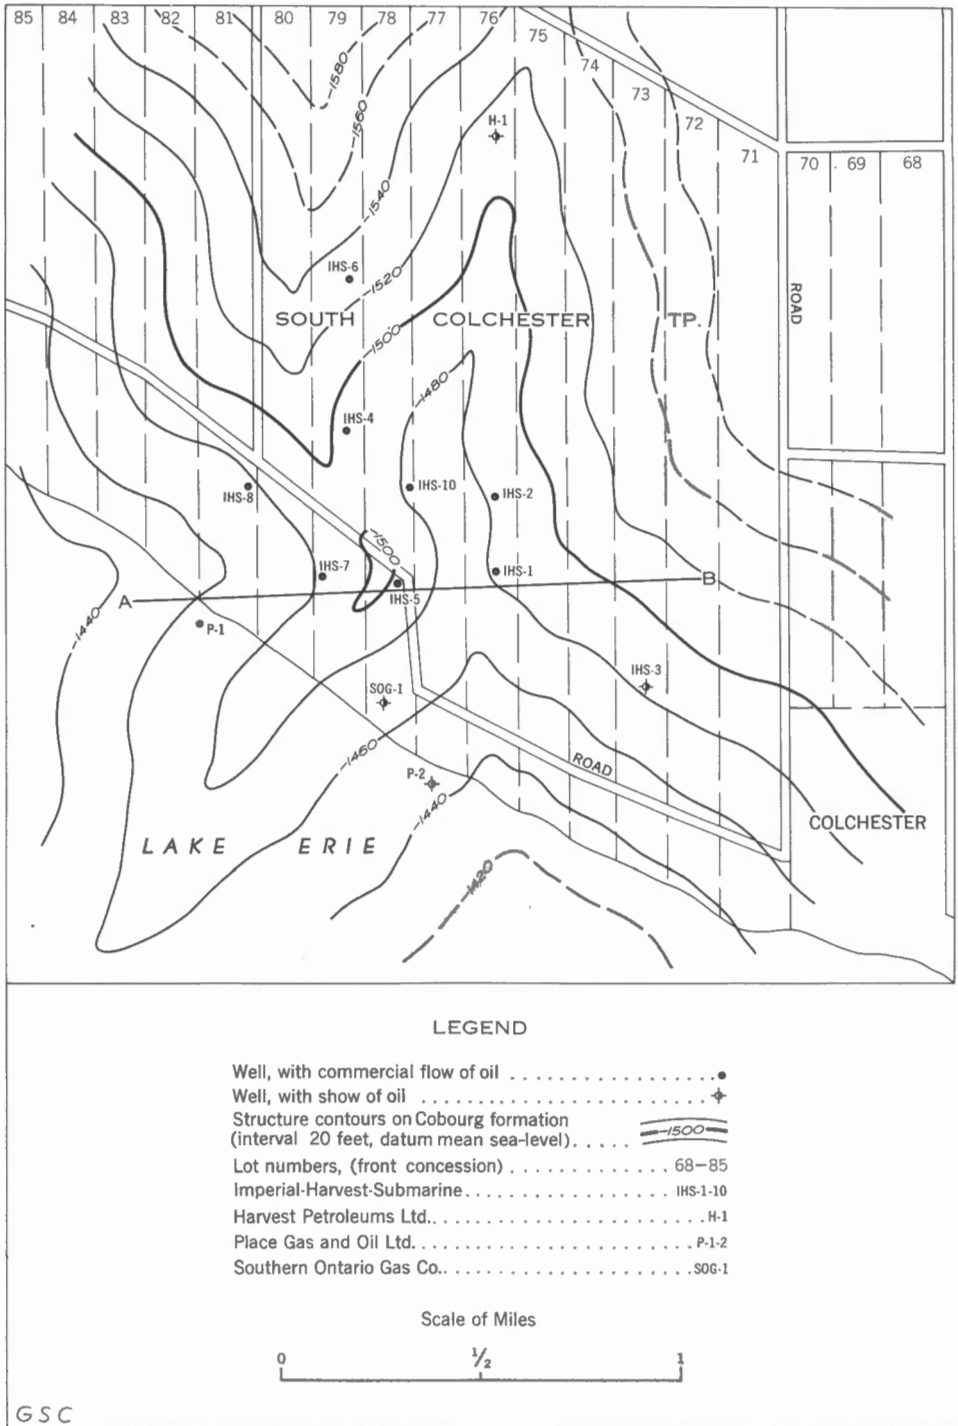 85 84 83 82 81 80 79 78 77 76
75
74
73
72
71
70 69 68
-1580
-1560
H-1
-1540
IHS-6
-1520
SOUTH COLCHESTER TP.
ROAD
-1500
-1480
IHS-4
IHS-8
IHS-10
IHS-2
-1500
IHS-7
IHS-5
IHS-1
A
B
-1440
P-1
IHS-3
SOG-1
-1460
ROAD
P-2
-1440
COLCHESTER
LAKE ERIE
-1420
LEGEND
Well, with commercial flow of oil
Well, with show of oil
Structure contours on Cobourg formation
(interval 20 feet, datum mean sea-level). -1500
Lot numbers, (front concession) 68-85
Imperial-Harvest-Submarine IHS-1-10
Harvest Petroleums Ltd. H-1
Place Gas and Oil Ltd. P-1-2
Southern Ontario Gas Co. SOG-1
Scale of Miles
0 1/2 1
GSC